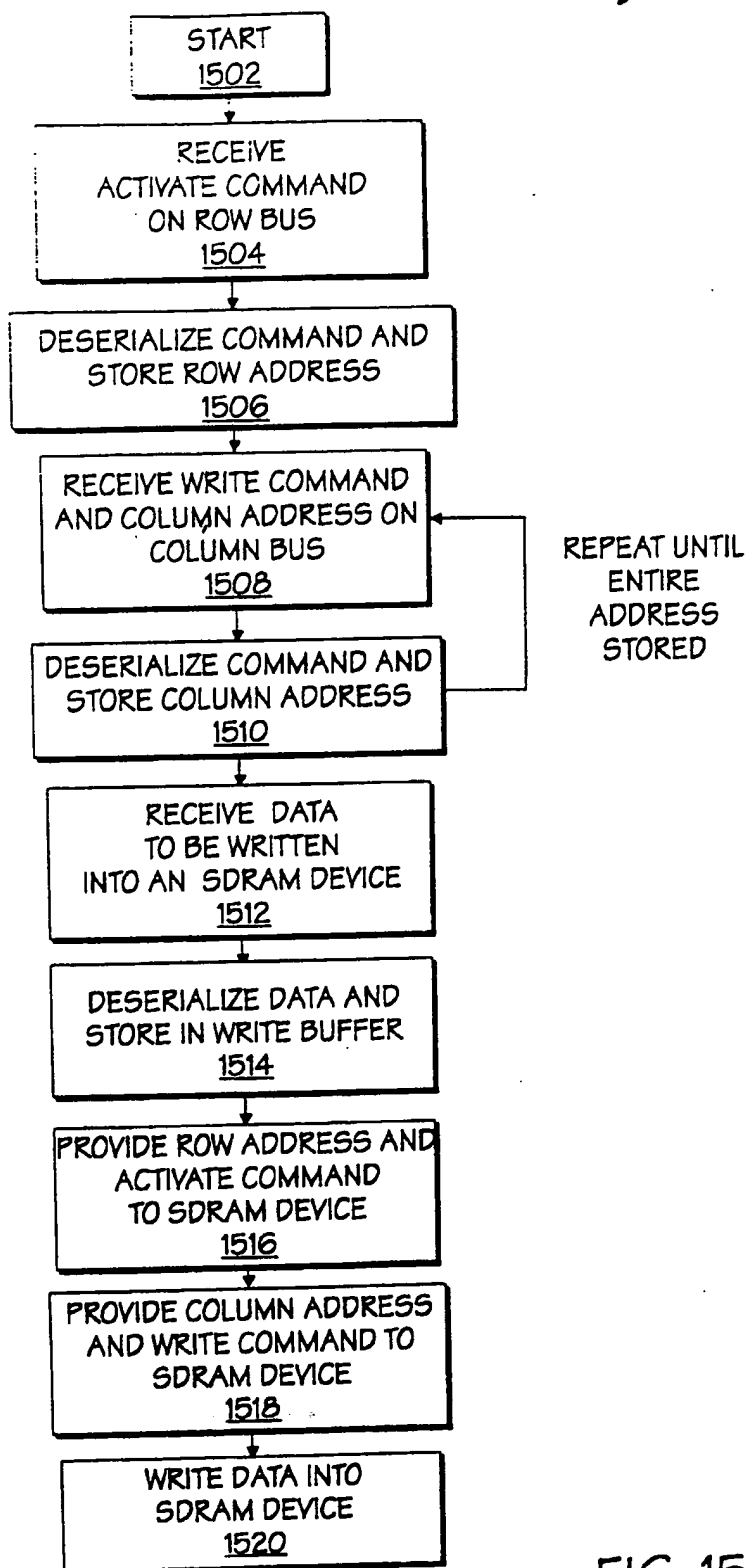 START
1502
RECEIVE
ACTIVATE COMMAND
ON ROW BUS
1504
DESERIALIZE COMMAND AND
STORE ROW ADDRESS
1506
RECEIVE WRITE COMMAND
AND COLUMN ADDRESS ON
COLUMN BUS
1508
REPEAT UNTIL
ENTIRE
ADDRESS
STORED
DESERIALIZE COMMAND AND
STORE COLUMN ADDRESS
1510
RECEIVE DATA
TO BE WRITTEN
INTO AN SDRAM DEVICE
1512
DESERIALIZE DATA AND
STORE IN WRITE BUFFER
1514
PROVIDE ROW ADDRESS AND
ACTIVATE COMMAND
TO SDRAM DEVICE
1516
PROVIDE COLUMN ADDRESS
AND WRITE COMMAND TO
SDRAM DEVICE
1518
WRITE DATA INTO
SDRAM DEVICE
1520